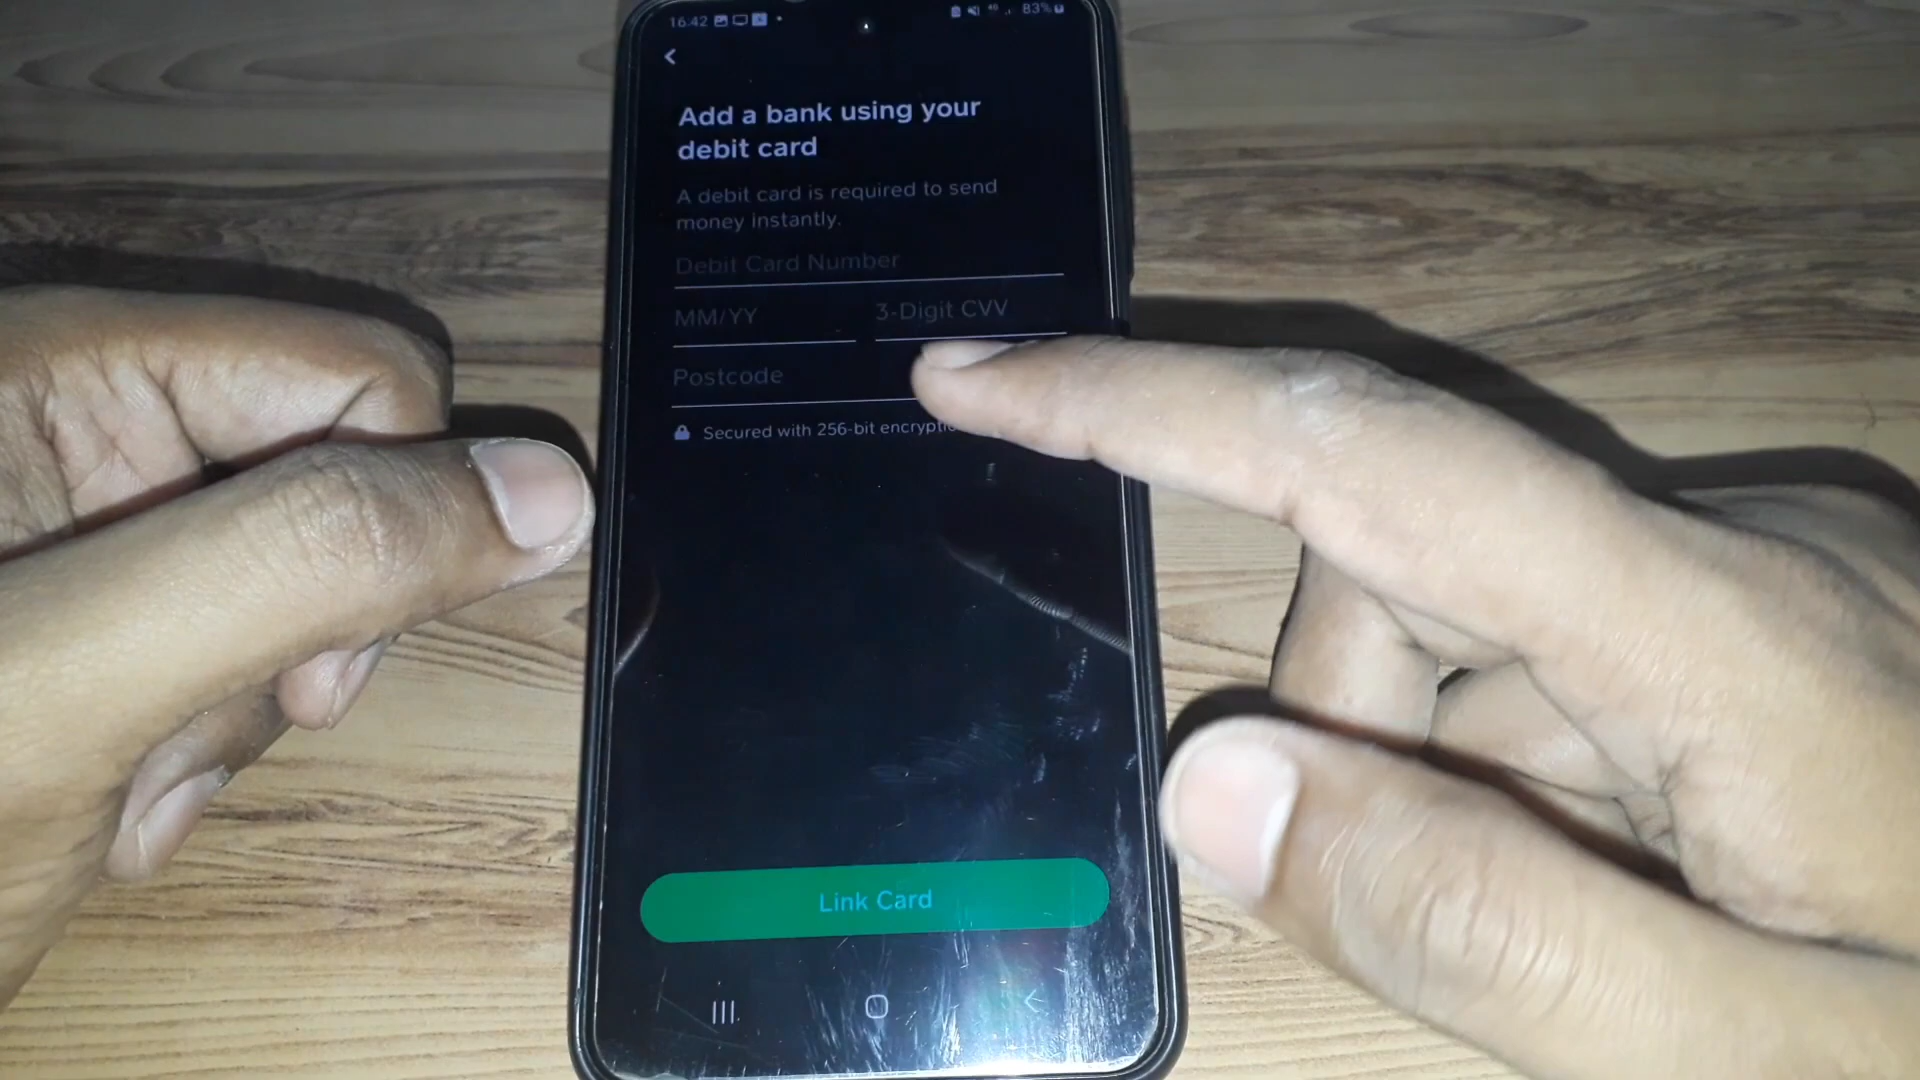 16:42
83%
Add a bank using your
debit card
A debit card is required to send
money instantly.
Debit Card Number
MM/YY 3-Digit CVV
Postcode
Secured with 256-bit encryptio
Link Card